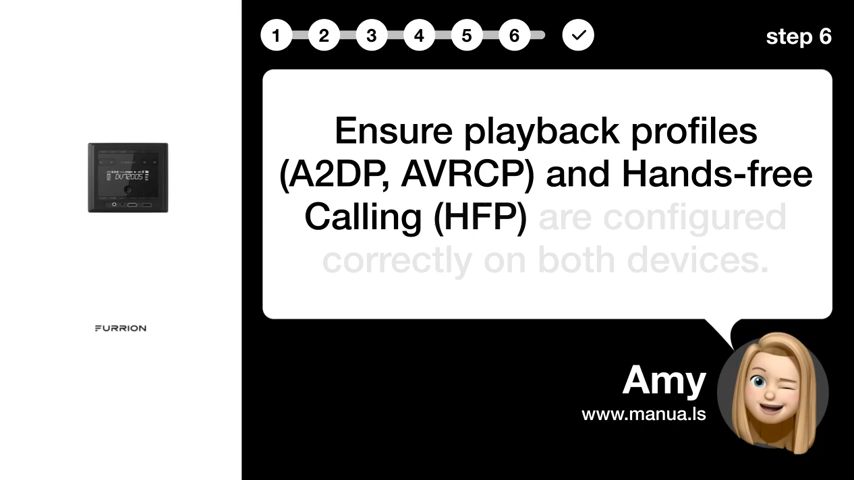 1 2 3 4 5 6
step 6
Ensure playback profiles
(A2DP, AVRCP) and Hands-free
Calling (HFP) are configured
correctly on both devices.
FURRION
Amy
www.manua.ls